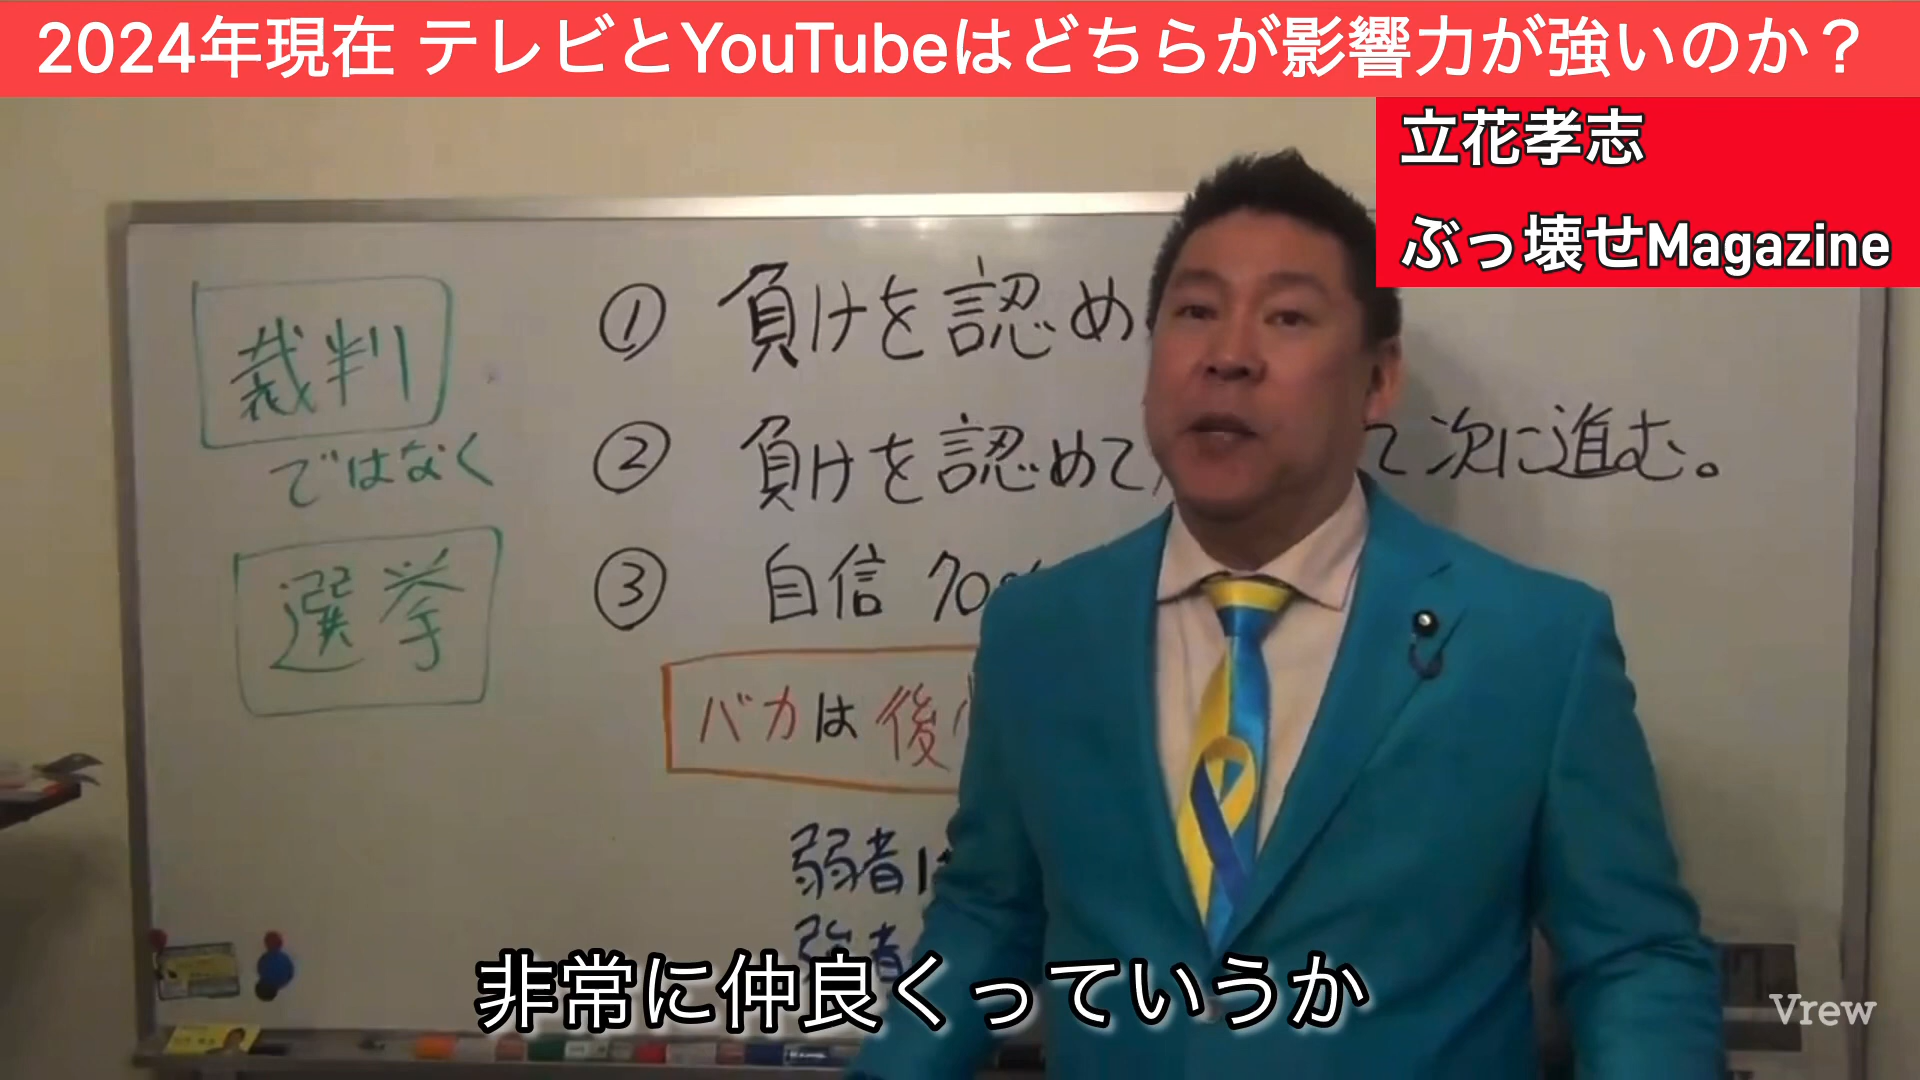 2024年現在 テレビとYouTubeはどちらが影響力が強いのか？
立花孝志
ぶっ壊せMagazine
裁判
ではなく
選挙
① 負けを認め
② 負けを認めて て次に進む。
③ 自信 70%
バカは後
弱者は
強者
非常に仲良くっていうか
Vrew